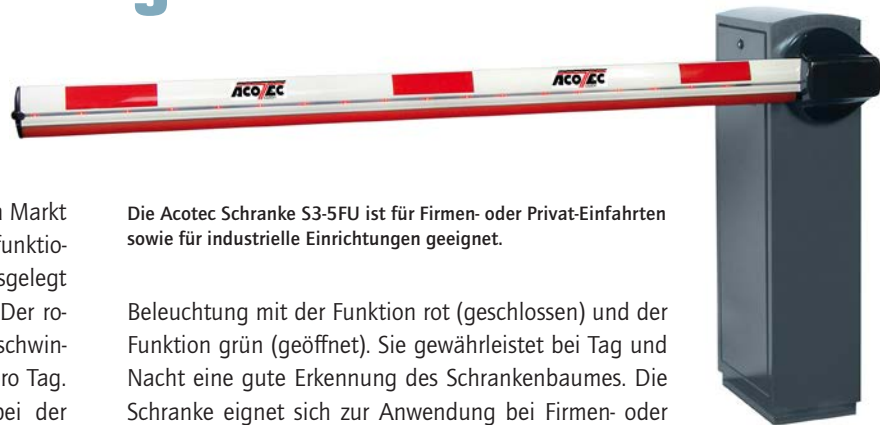 ACOTEC ACOTEC
Markt
funktio-
sgelegt
Der ro-
schwin-
ro Tag.
bei der
Die Acotec Schranke S3-5FU ist für Firmen- oder Privat-Einfahrten
sowie für industrielle Einrichtungen geeignet.
Beleuchtung mit der Funktion rot (geschlossen) und der
Funktion grün (geöffnet). Sie gewährleistet bei Tag und
Nacht eine gute Erkennung des Schrankenbaumes. Die
Schranke eignet sich zur Anwendung bei Firmen- oder